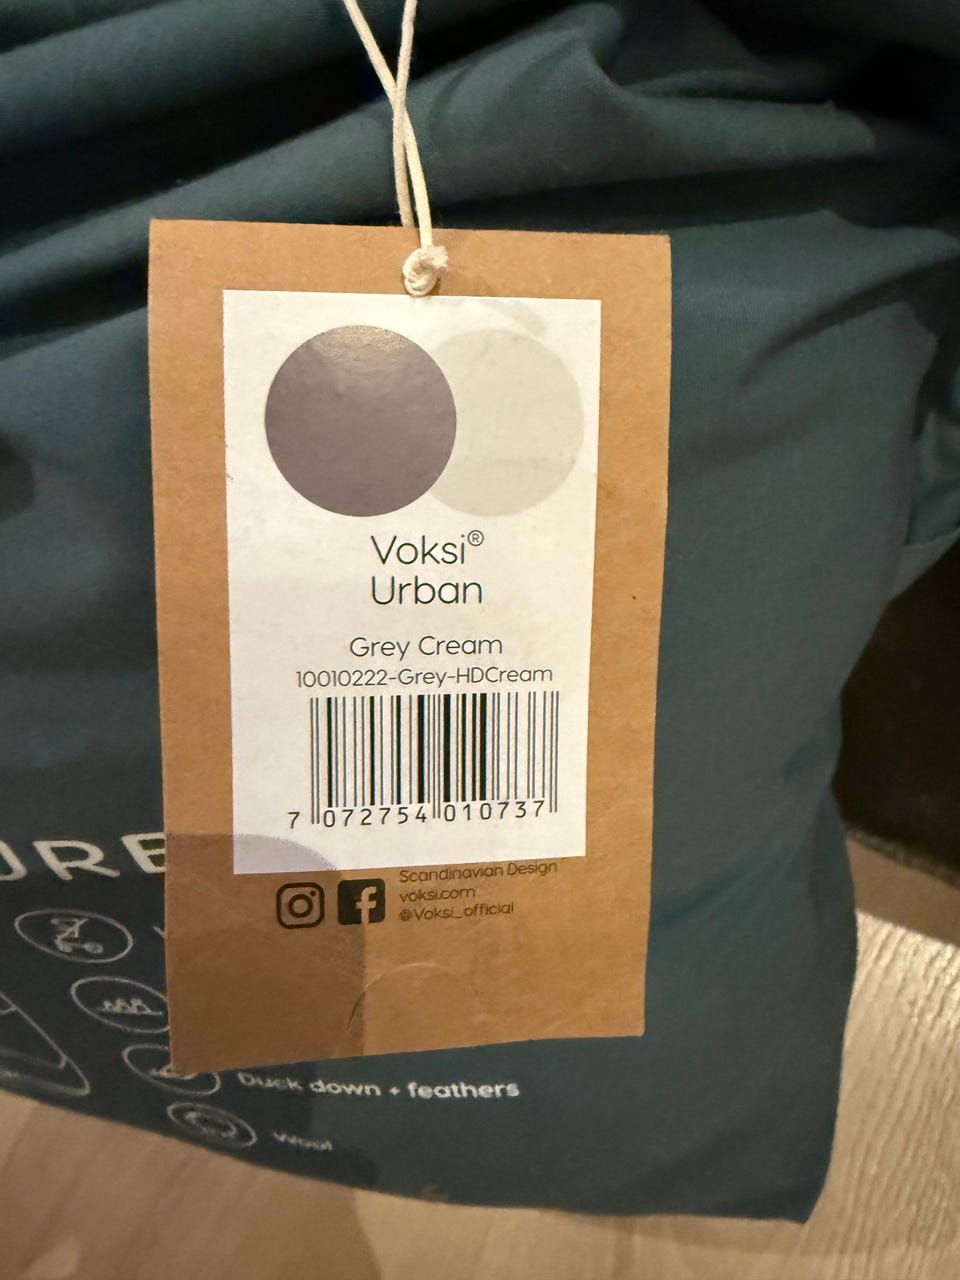 Voksi®
Urban
Grey Cream
10010222-Grey-HDCream
7 072754 010737
Scandinavian Design
voksi.com
@Voksi_official
Duck down + feathers
Wool